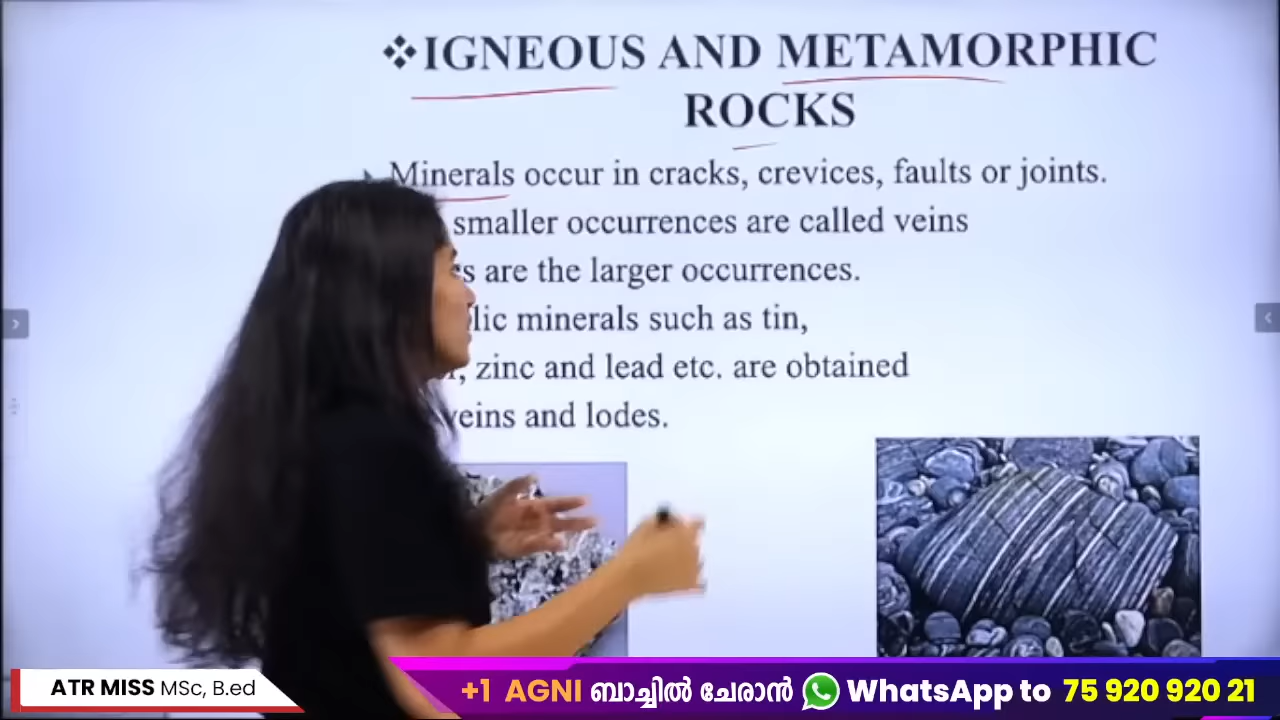 ❖IGNEOUS AND METAMORPHIC
ROCKS
Minerals occur in cracks, crevices, faults or joints.
smaller occurrences are called veins
are the larger occurrences.
minerals such as tin,
zinc and lead etc. are obtained
veins and lodes.
ATR MISS MSc, B.ed
+1 AGNI ബാച്ചിൽ ചേരാൻ WhatsApp to 75 920 920 21